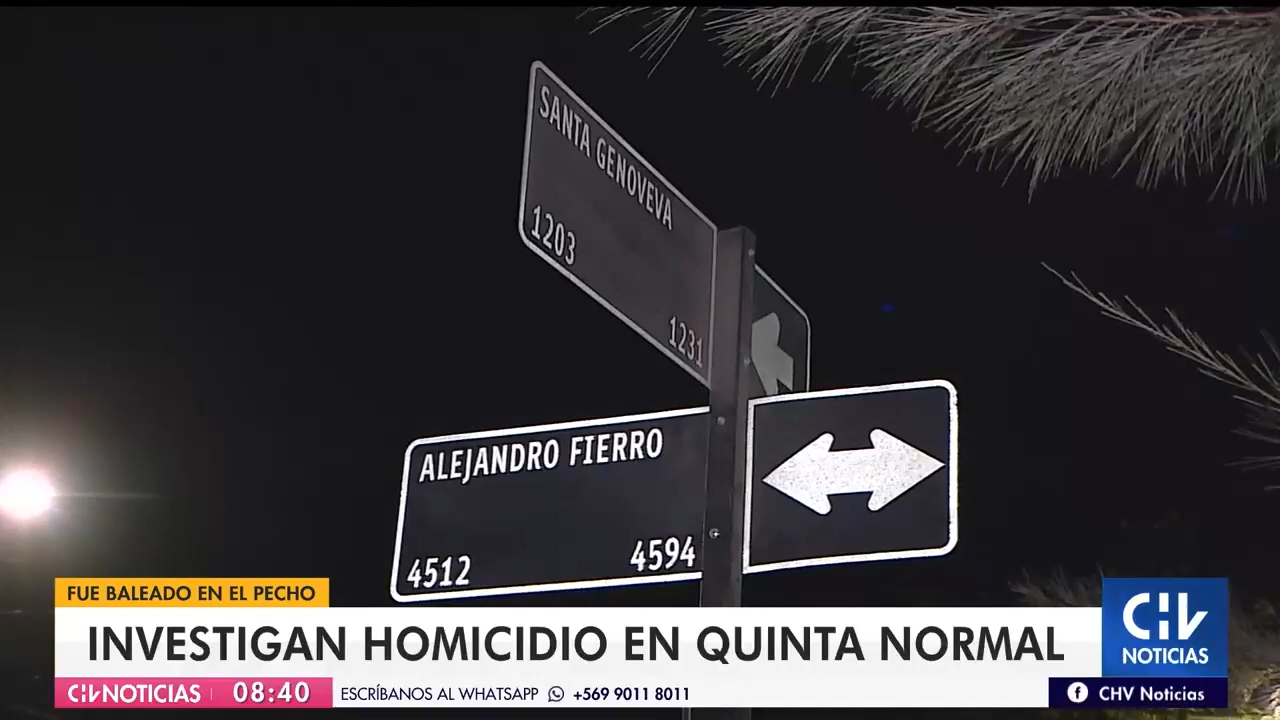 SANTA GENOVEVA
1203
1231
ALEJANDRO FIERRO
4512
4594
FUE BALEADO EN EL PECHO
INVESTIGAN HOMICIDIO EN QUINTA NORMAL
CHV NOTICIAS
CHV NOTICIAS 08:40 ESCRÍBANOS AL WHATSAPP +569 9011 8011
CHV Noticias